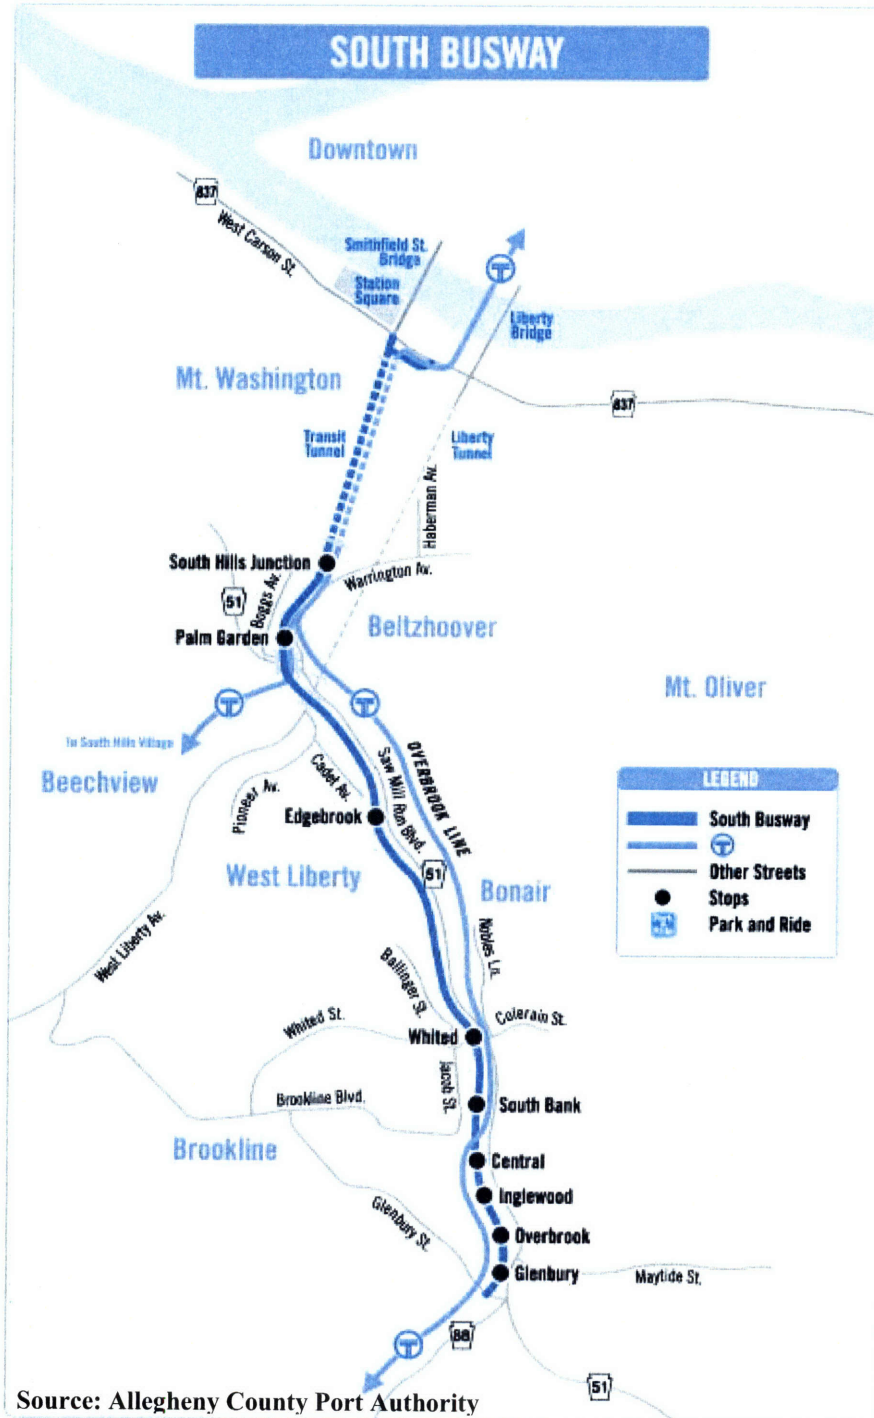 SOUTH BUSWAY
Downtown
837
West Carson St.
Smithfield St.
Bridge
Station
Square
T
Liberty
Bridge
Mt. Washington
837
Transit
Tunnel
Liberty
Tunnel
Haberman Av.
South Hills Junction
Warrington Av.
51
Boggs Av.
Beltzhoover
Palm Garden
Mt. Oliver
T
T
To South Hills Village
OVERBROOK LINE
Beechview
Saw Mill Run Blvd.
Cadet Av.
Pioneer Av.
Edgebrook
LEGEND
South Busway
T
Other Streets
Stops
Park and Ride
51
West Liberty
Bonair
West Liberty Av.
Nobles Ln.
Ballinger St.
Whited St.
Whited
Colerain St.
Jacob St.
Brookline Blvd.
South Bank
Brookline
Central
Inglewood
Glenbury St.
Overbrook
Glenbury
Maytide St.
88
T
51
Source: Allegheny County Port Authority